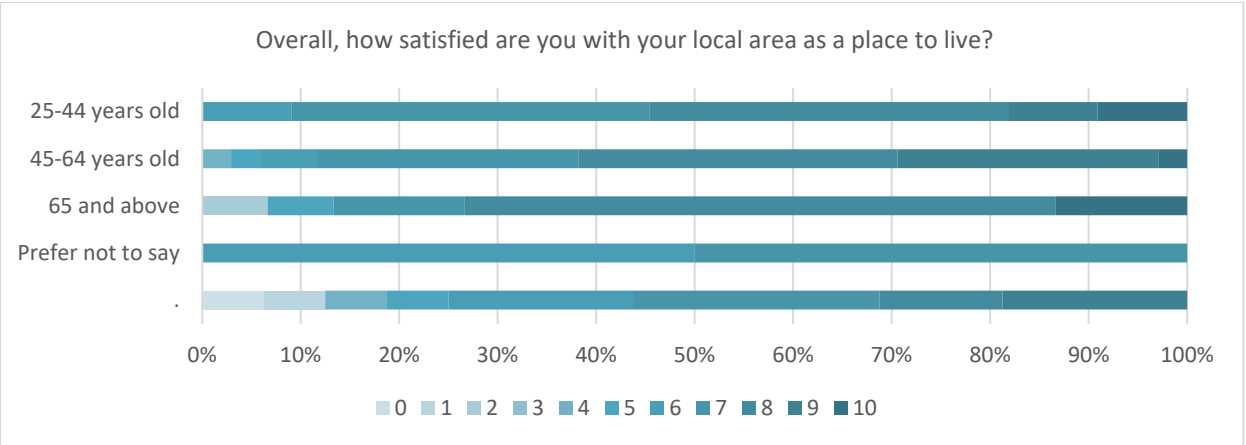 Overall, how satisfied are you with your local area as a place to live?
25-44 years old
45-64 years old
65 and above
Prefer not to say
.
0% 10% 20% 30% 40% 50% 60% 70% 80% 90% 100%
0 1 2 3 4 5 6 7 8 9 10